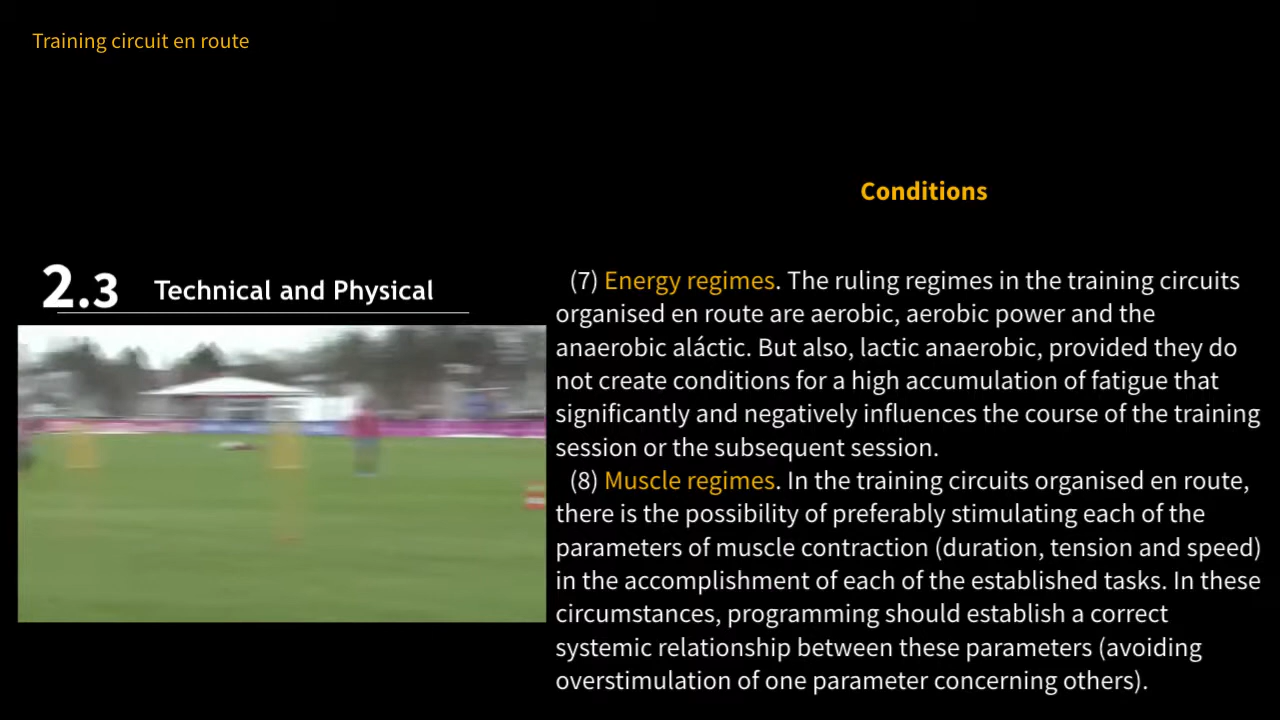 Training circuit en route
Conditions
2.3 Technical and Physical
(7) Energy regimes. The ruling regimes in the training circuits
organised en route are aerobic, aerobic power and the
anaerobic aláctic. But also, lactic anaerobic, provided they do
not create conditions for a high accumulation of fatigue that
significantly and negatively influences the course of the training
session or the subsequent session.
(8) Muscle regimes. In the training circuits organised en route,
there is the possibility of preferably stimulating each of the
parameters of muscle contraction (duration, tension and speed)
in the accomplishment of each of the established tasks. In these
circumstances, programming should establish a correct
systemic relationship between these parameters (avoiding
overstimulation of one parameter concerning others).